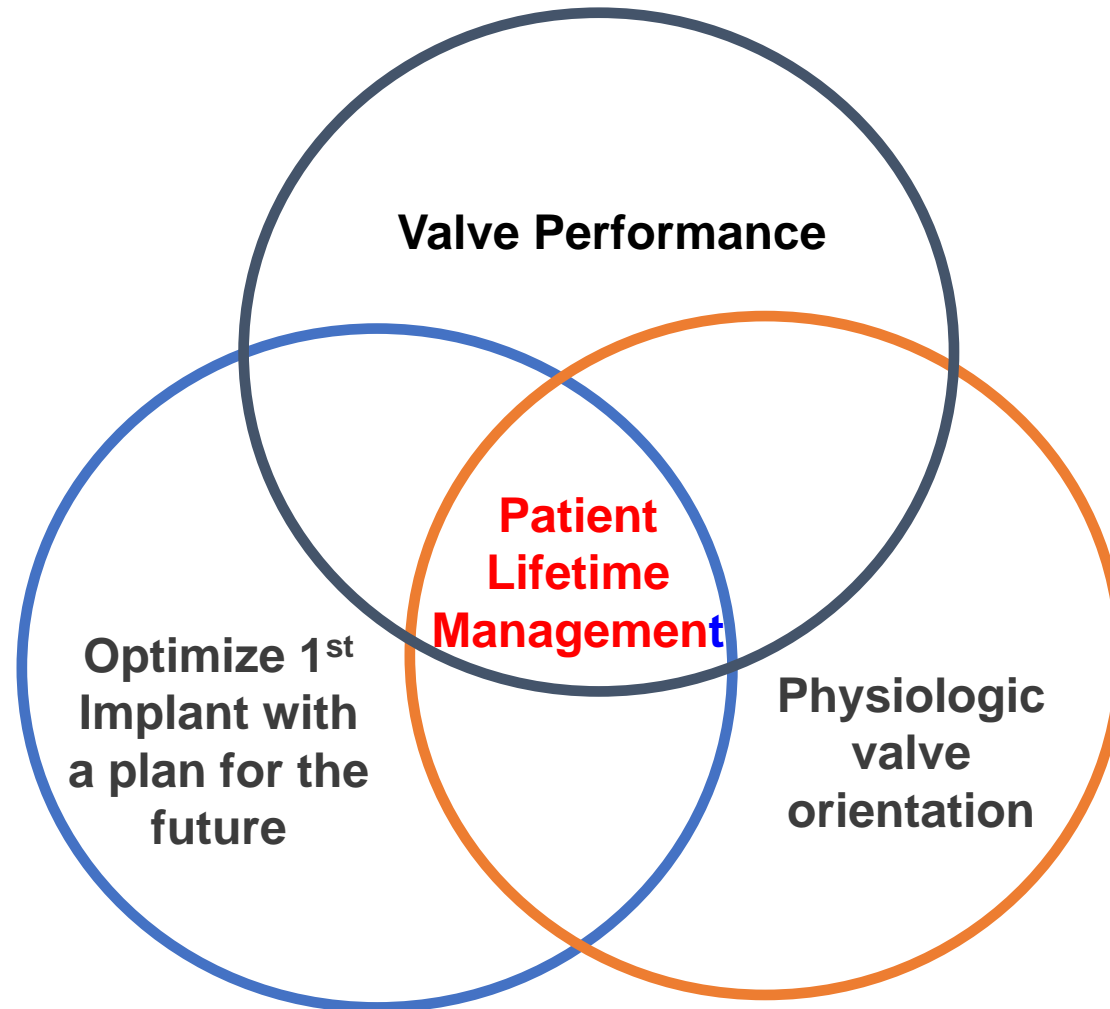 Valve Performance
Patient
Lifetime
Management
Optimize 1st
Implant with
a plan for the
future
Physiologic
valve
orientation